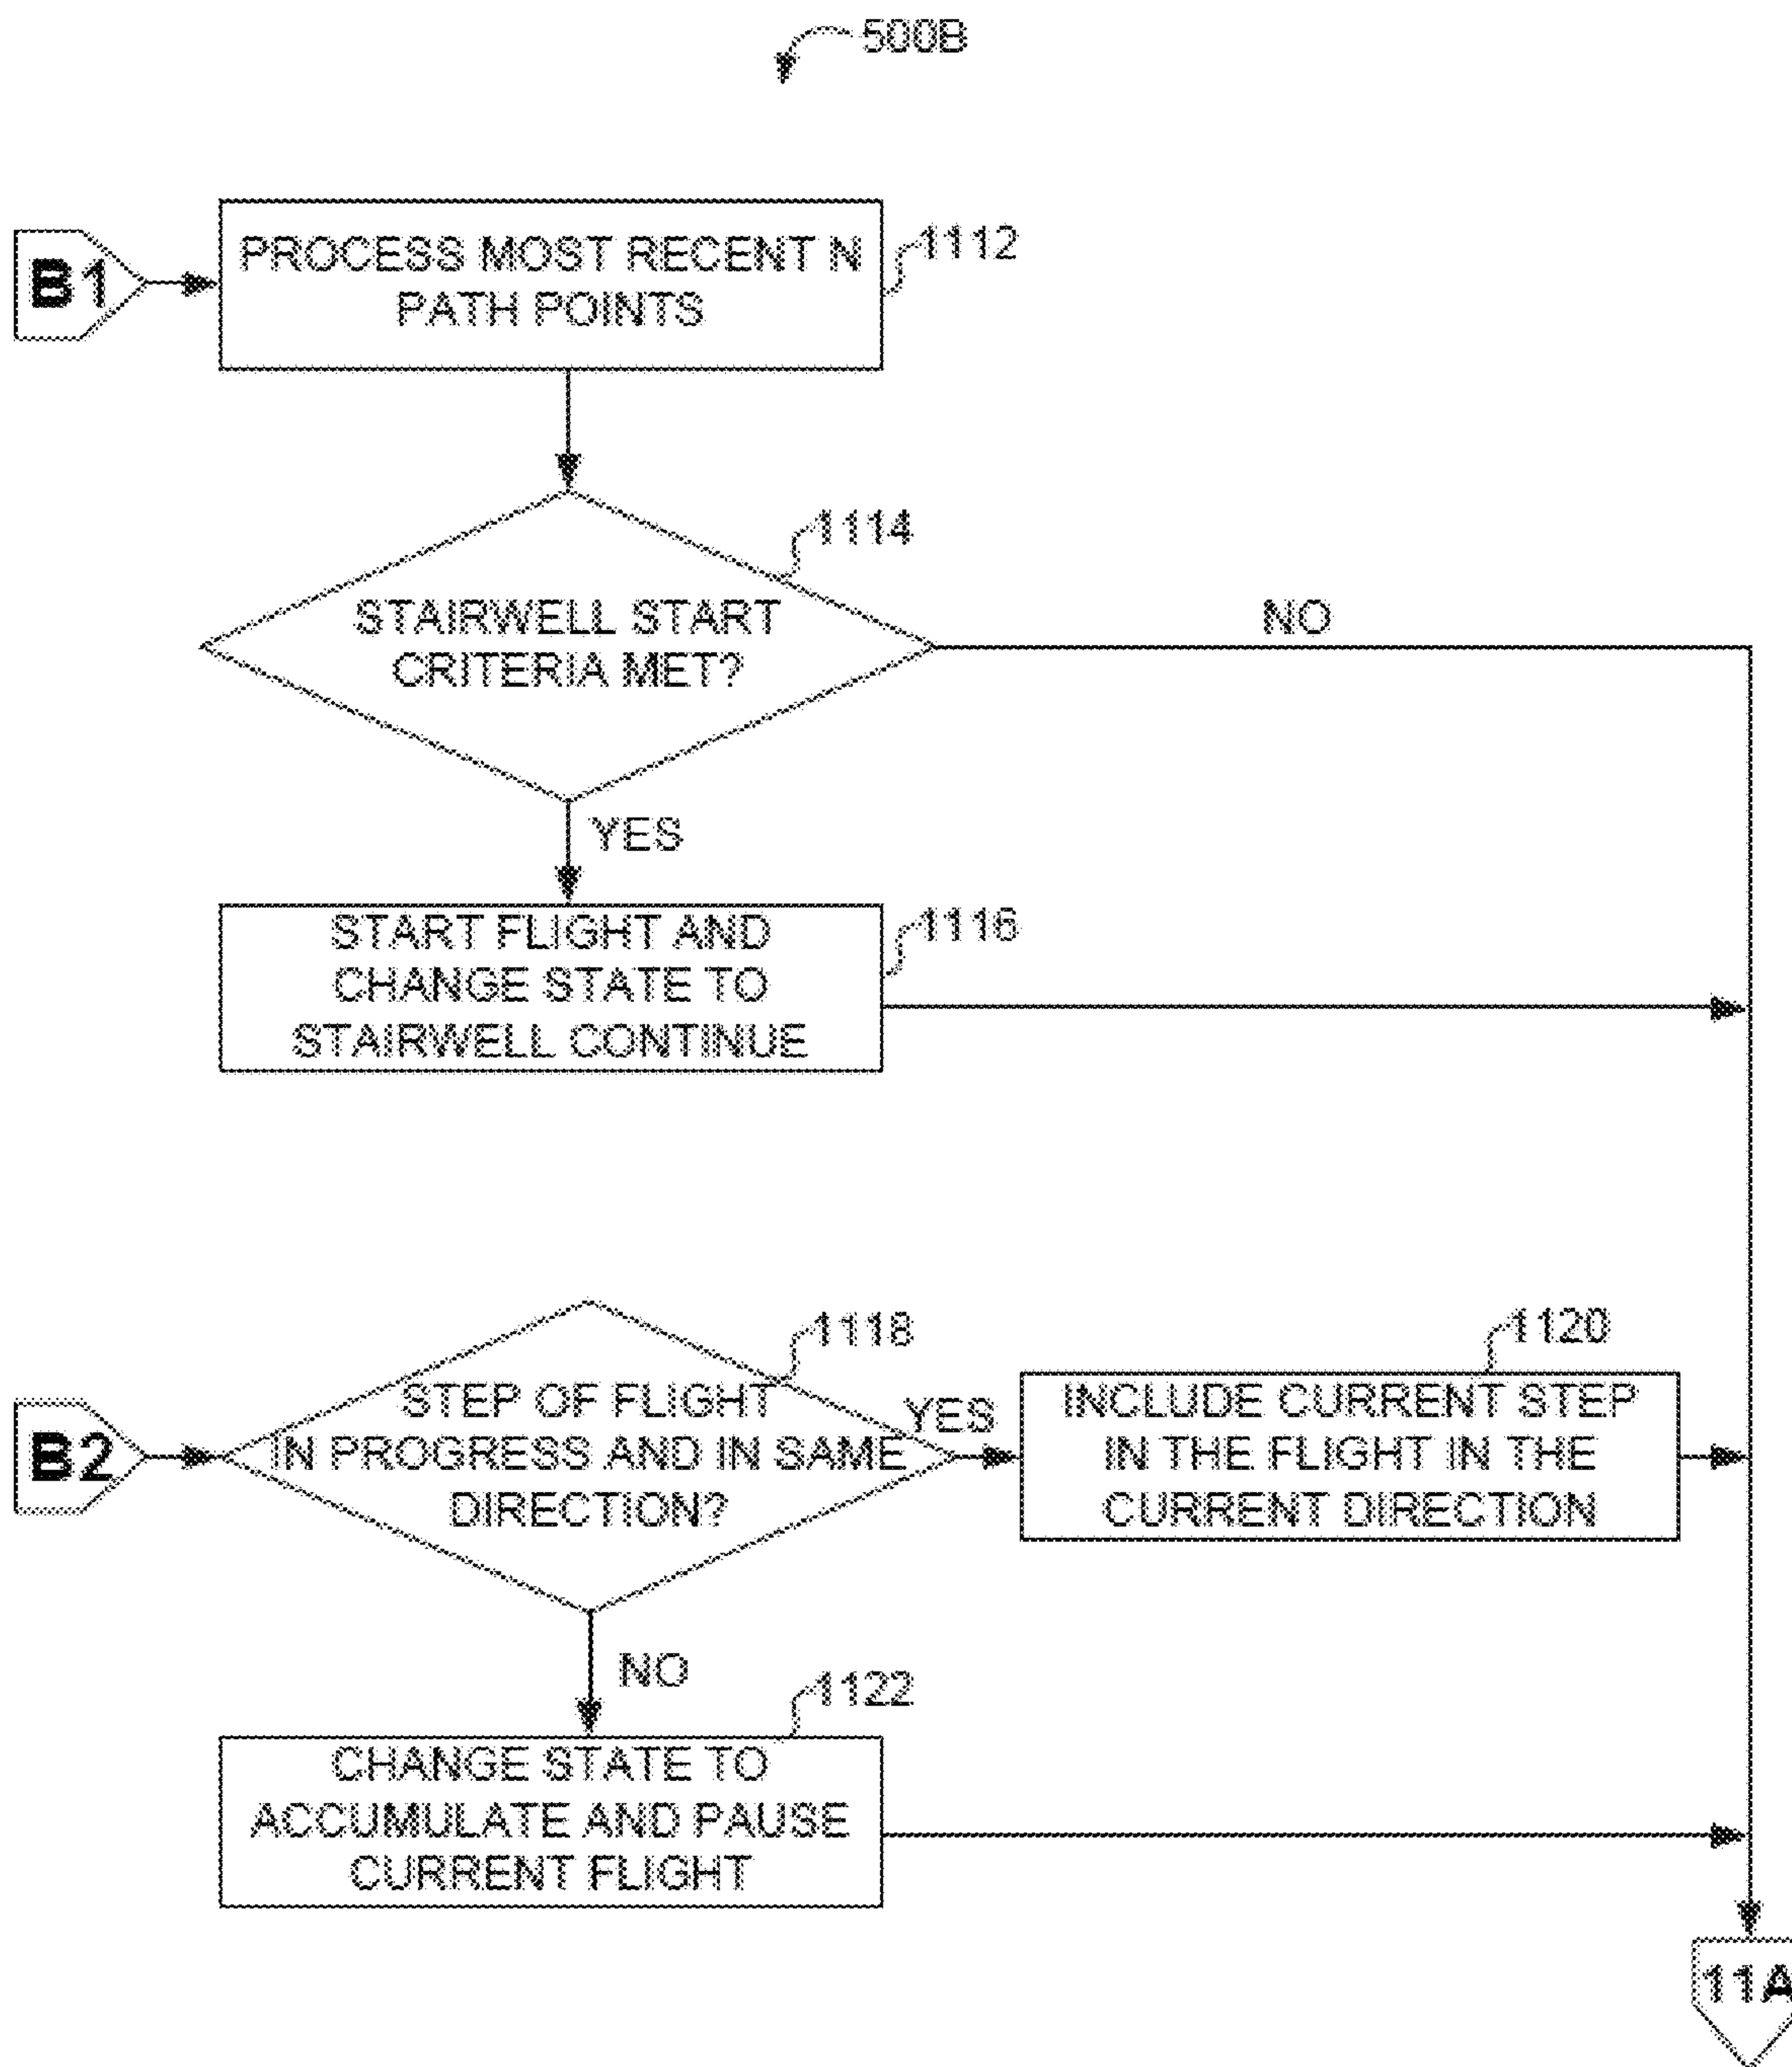 500B
B1
PROCESS MOST RECENT N
PATH POINTS
1112
1114
STAIRWELL START
CRITERIA MET?
NO
YES
START FLIGHT AND
CHANGE STATE TO
STAIRWELL CONTINUE
1116
B2
1118
STEP OF FLIGHT
IN PROGRESS AND IN SAME
DIRECTION?
YES
1120
INCLUDE CURRENT STEP
IN THE FLIGHT IN THE
CURRENT DIRECTION
NO
1122
CHANGE STATE TO
ACCUMULATE AND PAUSE
CURRENT FLIGHT
11A